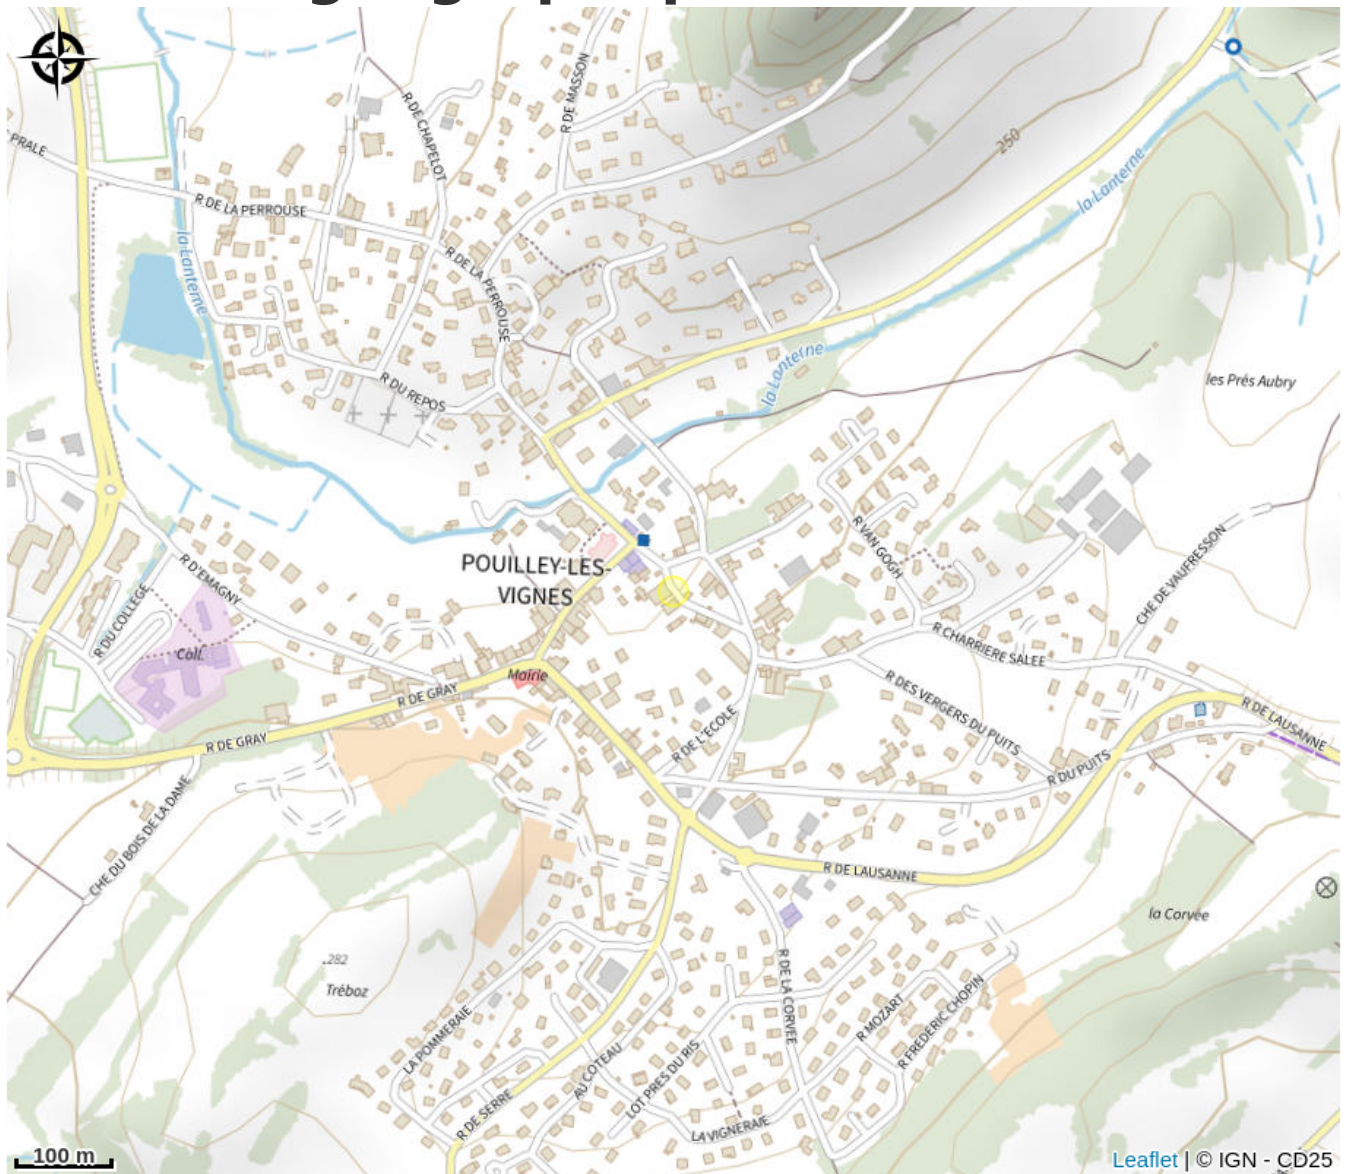 PRALE
R DE CHAPELOT
R DE MASSON
250
la Lanterne
R DE LA PERROUSE
la Lanterne
R DE LA PERROUSE
la Lanterne
R DU REPOS
les Prés Aubry
R VAN GOGH
CHE DE VAUFRESSON
POUILLEY-LES-
VIGNES
R D'EMAGNY
R DU COLLEGE
Coll.
R CHARRIERE SALEE
Mairie
R DE GRAY
R DES VERGERS DU PUITS
R DE GRAY
R DE L'ECOLE
R DE LAUSANNE
R DU PUITS
CHE DU BOIS DE LA DAME
R DE LAUSANNE
la Corvée
282
Tréboz
R DE LA CORVEE
LA POMMERAIE
R MOZART
R FREDERIC CHOPIN
AU COTEAU
LOT PRES DU RIS
R DE SERRE
LA VIGNERAIE
100 m
Leaflet | © IGN - CD25